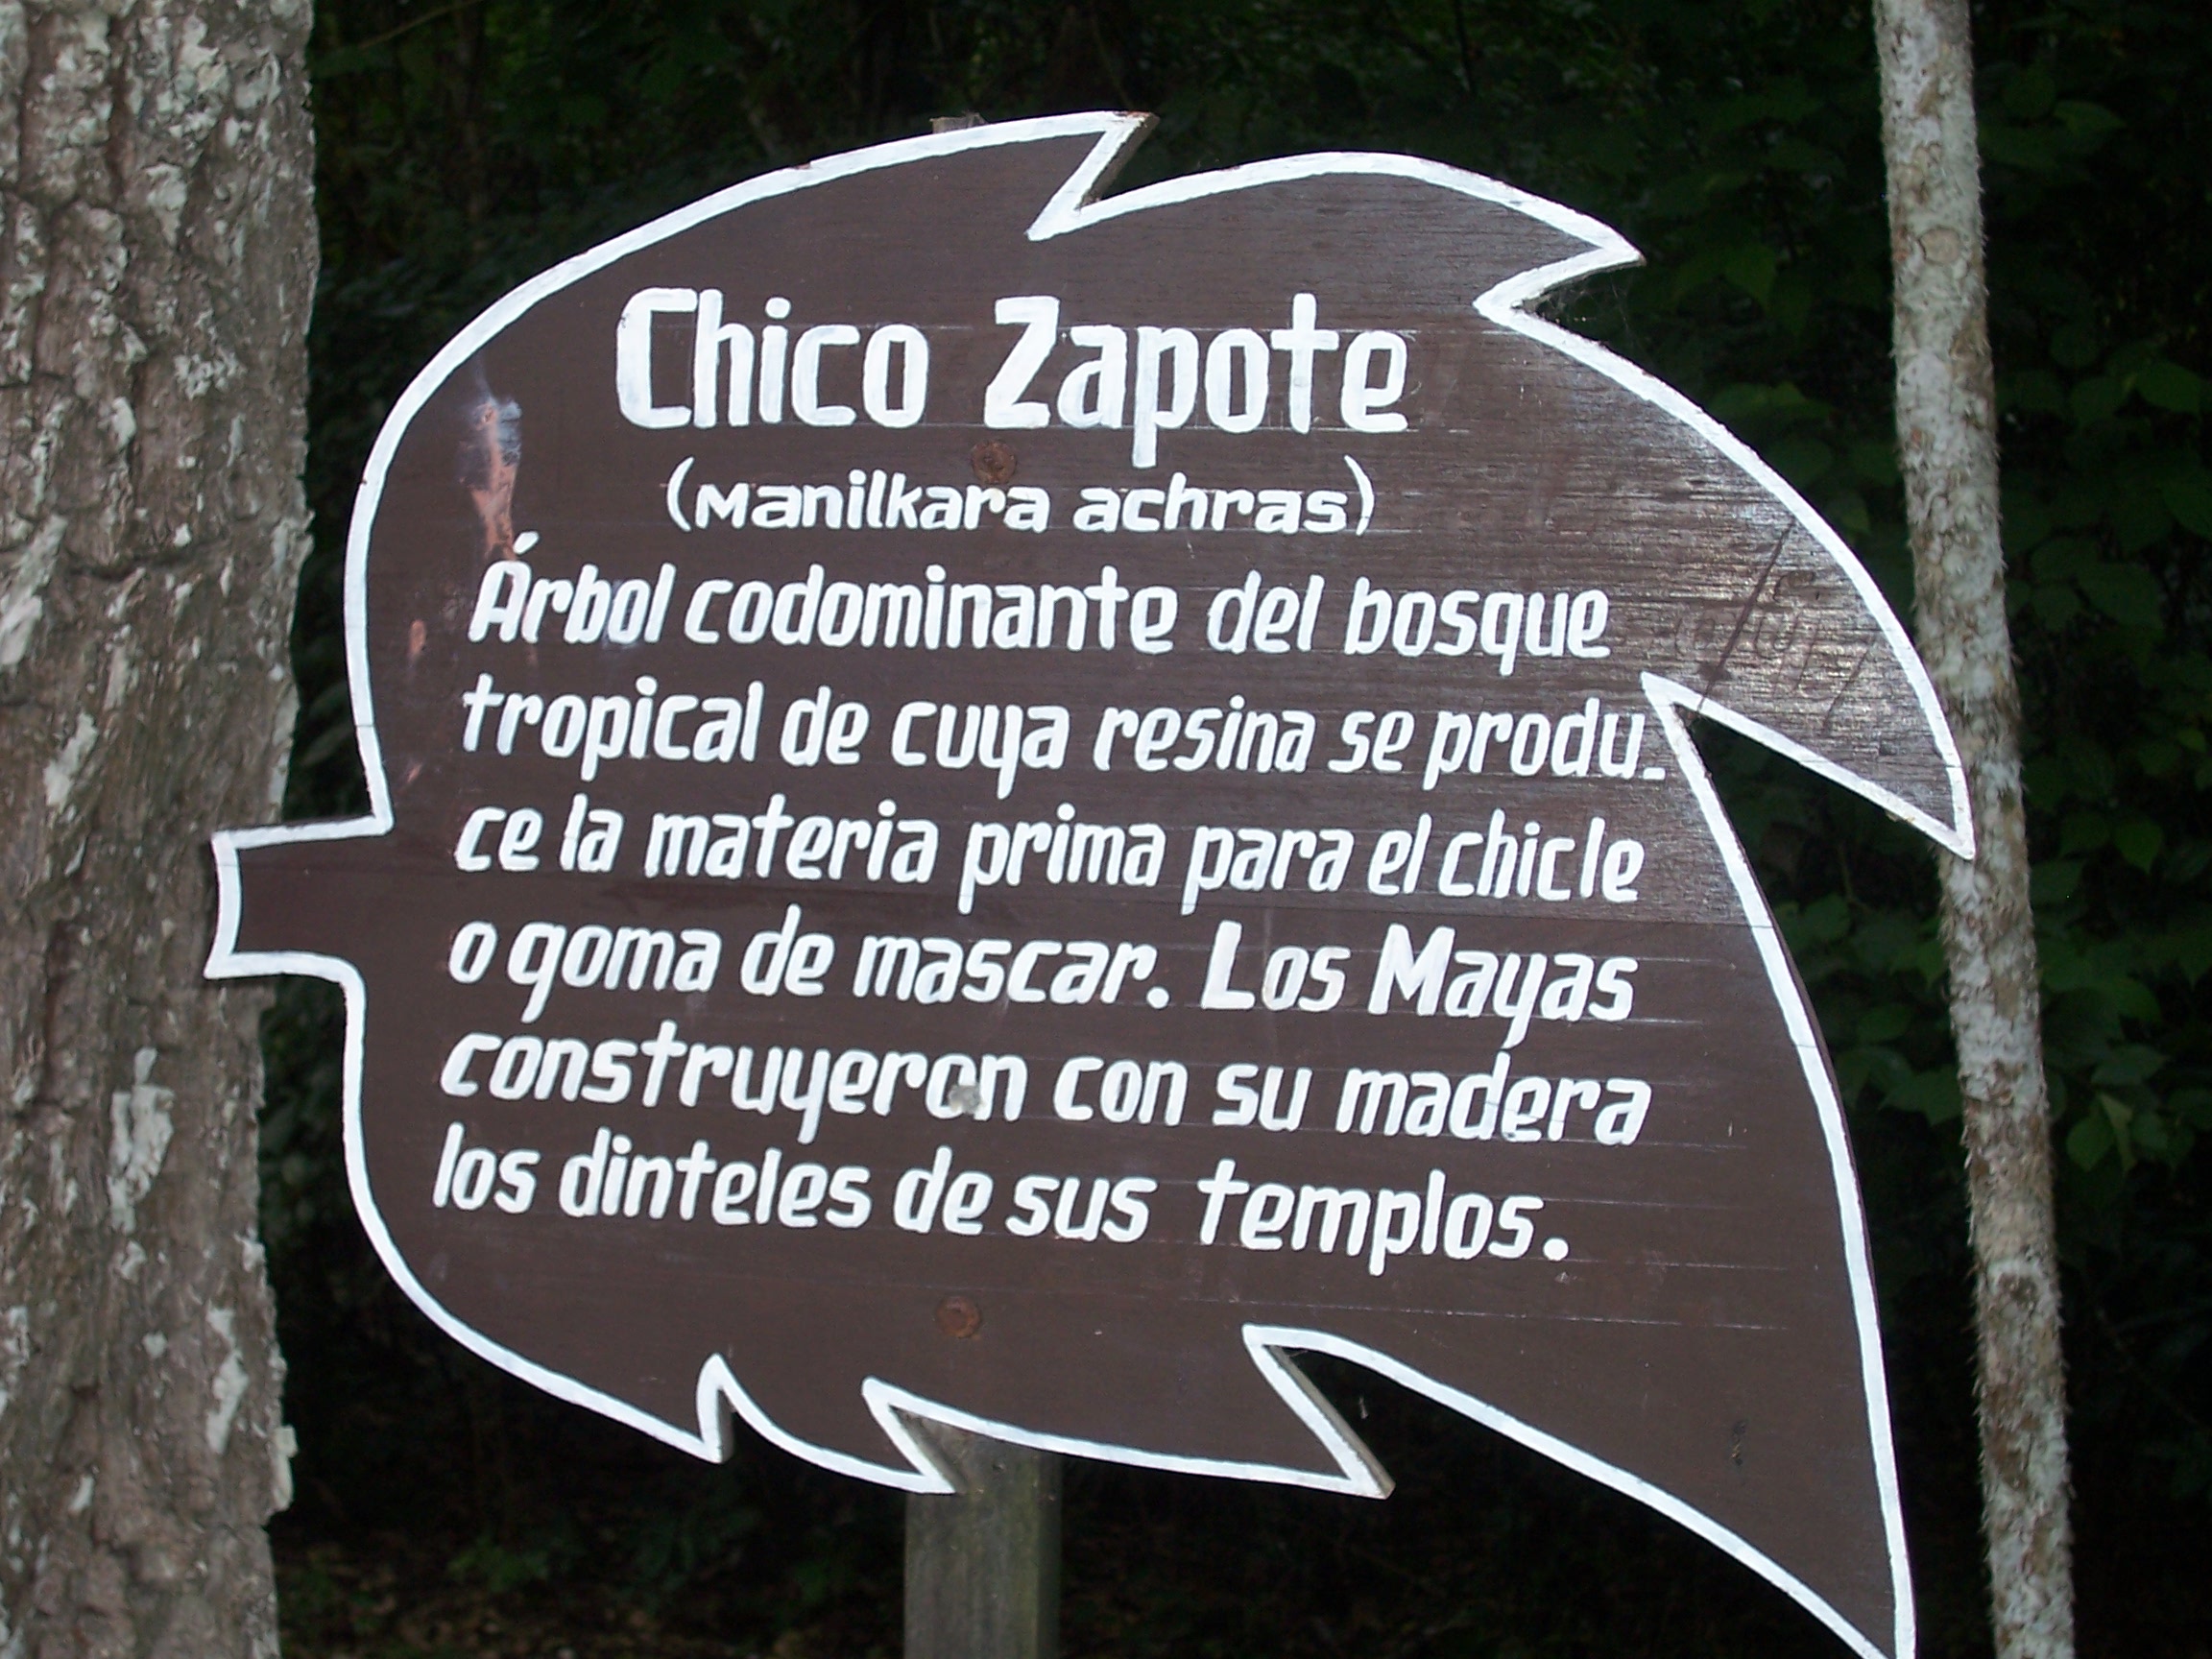 Chico Zapote
(Manilkara achras)
Árbol codominante del bosque
tropical de cuya resina se produ-
ce la materia prima para el chicle
o goma de mascar. Los Mayas
construyeron con su madera
los dinteles de sus templos.